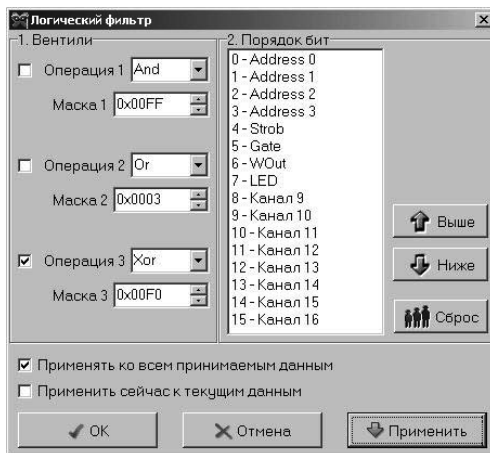 Логический фильтр
1. Вентили
Операция 1 And
Маска 1 0x00FF
Операция 2 Or
Маска 2 0x0003
Операция 3 Xor
Маска 3 0x00F0
2. Порядок бит
0 - Address 0
1 - Address 1
2 - Address 2
3 - Address 3
4 - Strob
5 - Gate
6 - WOut
7 - LED
8 - Канал 9
9 - Канал 10
10 - Канал 11
11 - Канал 12
12 - Канал 13
13 - Канал 14
14 - Канал 15
15 - Канал 16
Выше
Ниже
Сброс
Применять ко всем принимаемым данным
Применить сейчас к текущим данным
OK
Отмена
Применить